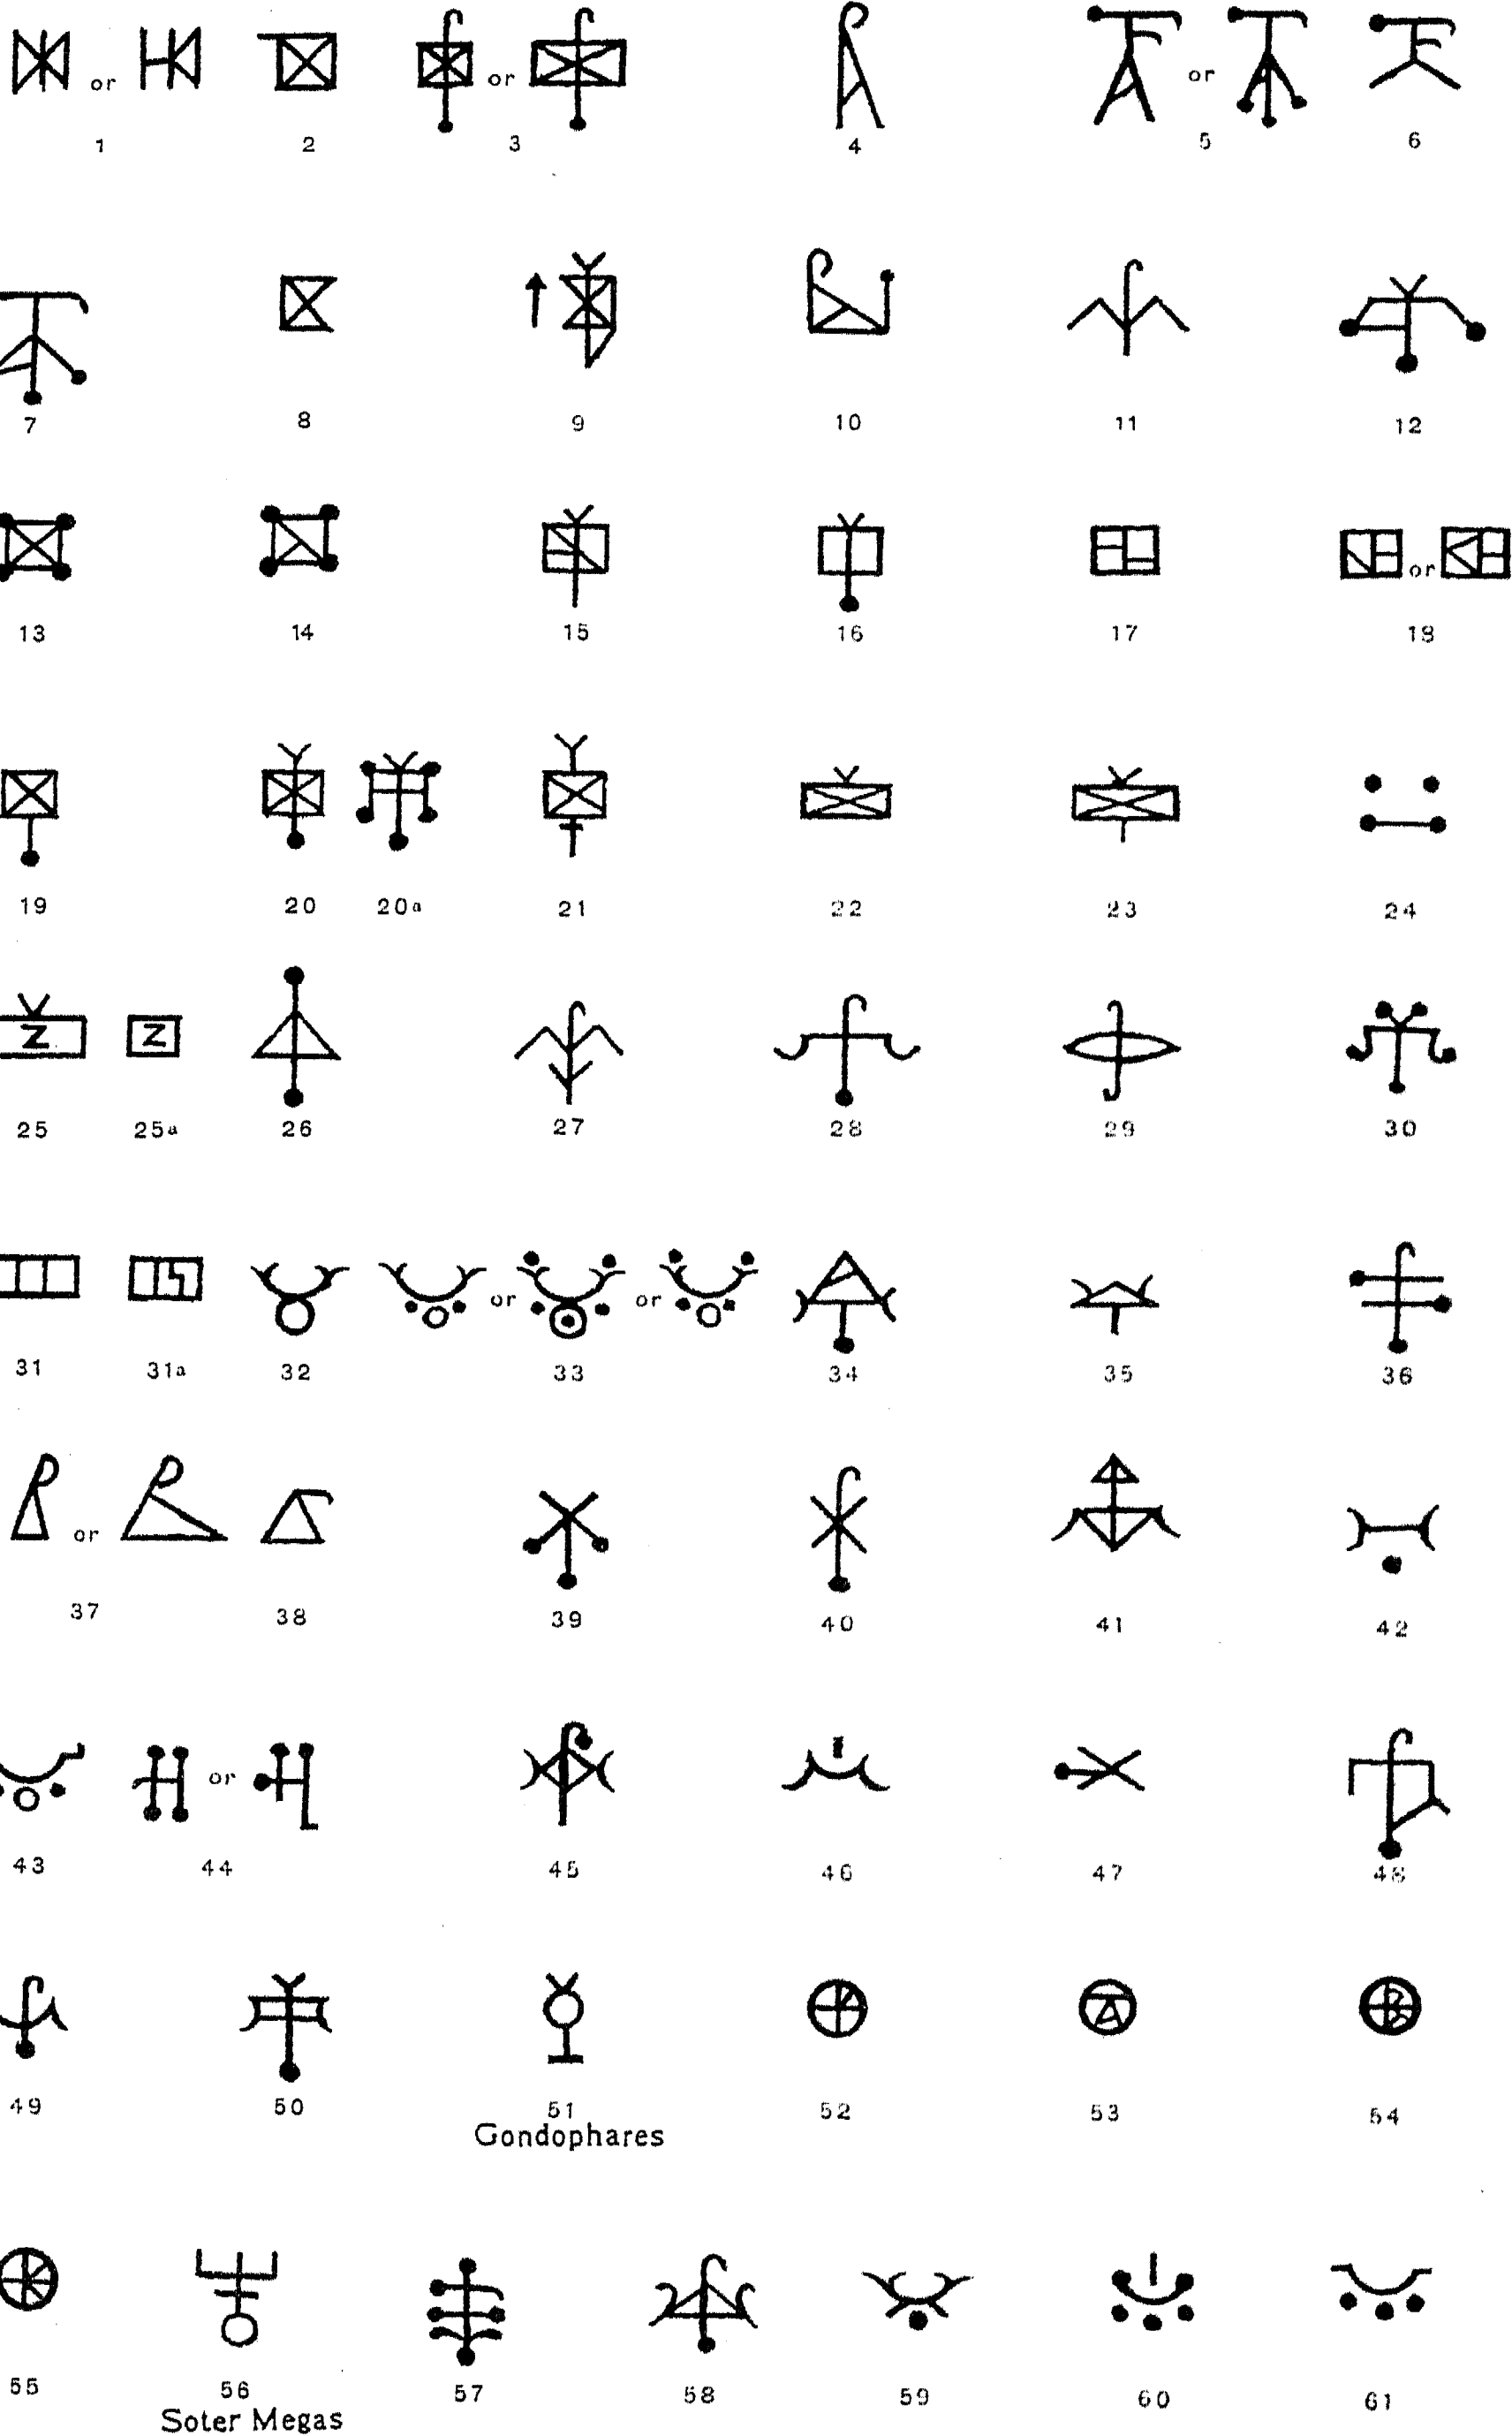 or or or
1 2 3 4 5 6
7 8 9 10 11 12
or
13 14 15 16 17 18
19 20 20a 21 22 23 24
25 25a 26 27 28 29 30
or or
31 31a 32 33 34 35 36
or
37 38 39 40 41 42
or
43 44 45 46 47 48
49 50 51 52 53 54
Gondophares
55 56 57 58 59 60 61
Soter Megas